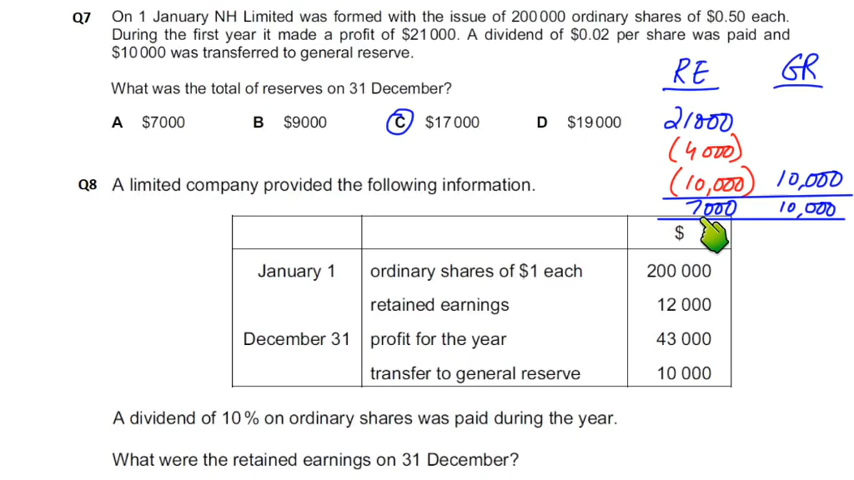 Q7 On 1 January NH Limited was formed with the issue of 200 000 ordinary shares of $0.50 each.
During the first year it made a profit of $21 000. A dividend of $0.02 per share was paid and
$10 000 was transferred to general reserve.
What was the total of reserves on 31 December?
A $7000 B $9000 C $17 000 D $19 000
RE GR
21000
(4000)
(10,000) 10,000
7000 10,000
Q8 A limited company provided the following information.
$
January 1 ordinary shares of $1 each 200 000
retained earnings 12 000
December 31 profit for the year 43 000
transfer to general reserve 10 000
A dividend of 10% on ordinary shares was paid during the year.
What were the retained earnings on 31 December?